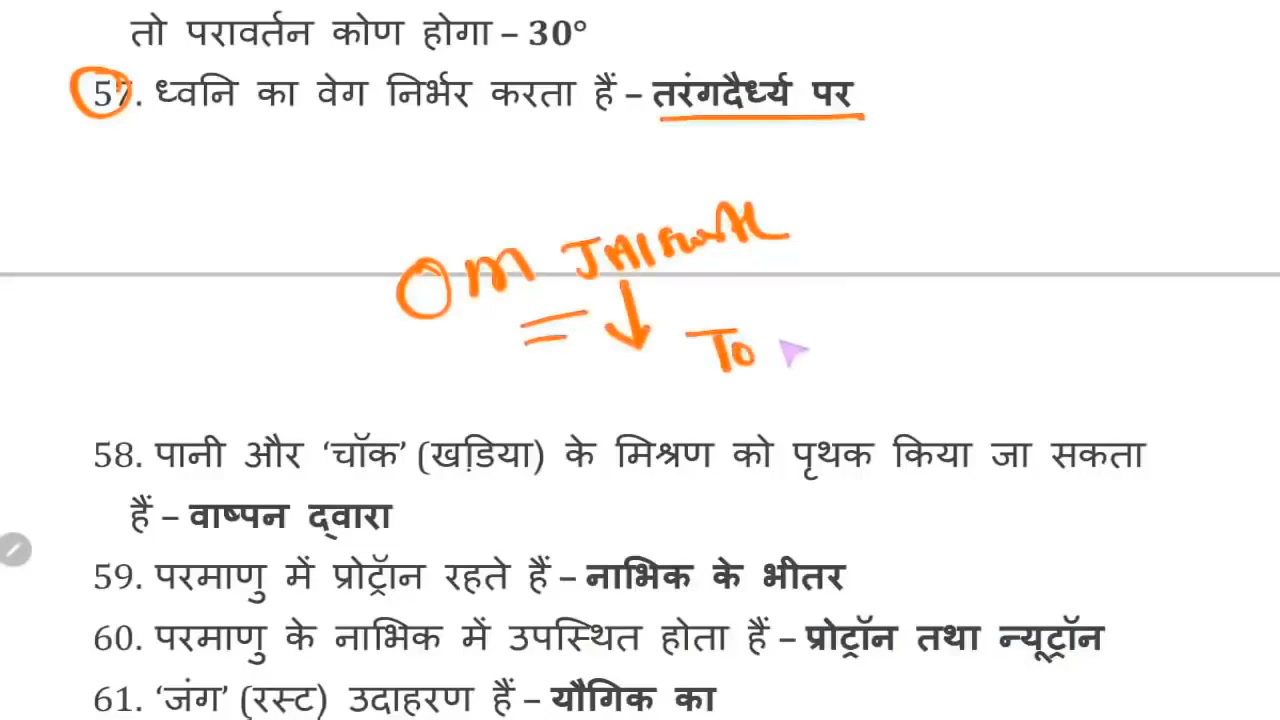 तो परावर्तन कोण होगा – 30°
57. ध्वनि का वेग निर्भर करता हैं – तरंगदैर्ध्य पर
OM
To
58. पानी और ‘चॉक’ (खड़िया) के मिश्रण को पृथक किया जा सकता
हैं – वाष्पन द्वारा
59. परमाणु में प्रोट्रॉन रहते हैं – नाभिक के भीतर
60. परमाणु के नाभिक में उपस्थित होता हैं – प्रोट्रॉन तथा न्यूट्रॉन
61. ‘जंग’ (रस्ट) उदाहरण हैं – यौगिक का